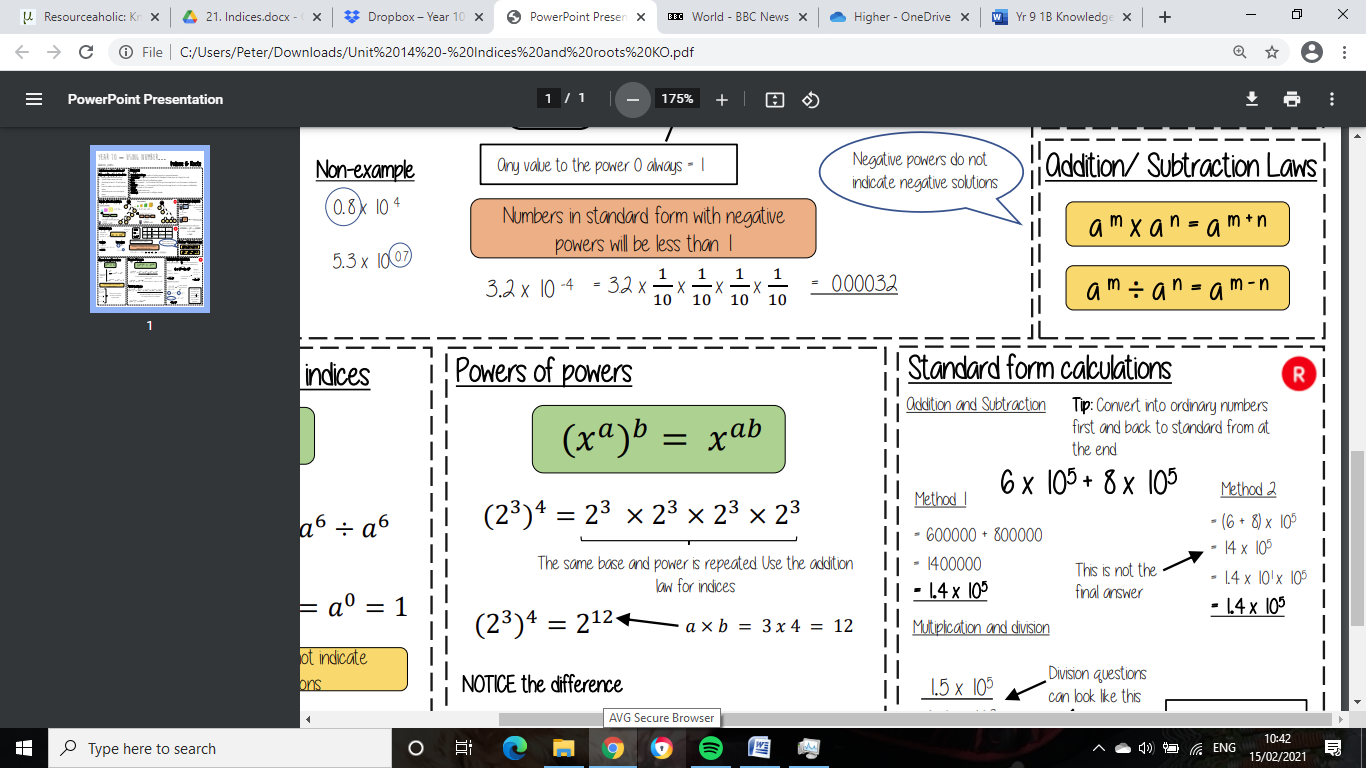 Resourceaholic: Kn
21. Indices.docx -
Dropbox – Year 10
PowerPoint Presen
BBC World - BBC News
Higher - OneDrive
Yr 9 1B Knowledge
File C:/Users/Peter/Downloads/Unit%2014%20-%20Indices%20and%20roots%20KO.pdf
PowerPoint Presentation
1 / 1
175%
1
Non-example
0.8 x 10⁴
5.3 x 10⁰·⁷
Any value to the power 0 always = 1
Numbers in standard form with negative
powers will be less than 1
3.2 x 10⁻⁴ = 3.2 x 1/10 x 1/10 x 1/10 x 1/10 = 0.00032
Negative powers do not
indicate negative solutions
Addition/ Subtraction Laws
aᵐ x aⁿ = aᵐ⁺ⁿ
aᵐ ÷ aⁿ = aᵐ⁻ⁿ
indices
a⁶ ÷ a⁶
= a⁰ = 1
ot indicate
ons
Powers of powers
(xᵃ)ᵇ = xᵃᵇ
(2³)⁴ = 2³ × 2³ × 2³ × 2³
The same base and power is repeated. Use the addition
law for indices
(2³)⁴ = 2¹² a × b = 3 x 4 = 12
NOTICE the difference
Standard form calculations
R
Addition and Subtraction
Tip: Convert into ordinary numbers
first and back to standard from at
the end
6 x 10⁵ + 8 x 10⁵
Method 1
= 600000 + 800000
= 1400000
= 1.4 x 10⁵
This is not the
final answer
Method 2
= (6 + 8) x 10⁵
= 14 x 10⁵
= 1.4 x 10¹ x 10⁵
= 1.4 x 10⁵
Multiplication and division
1.5 x 10⁵
Division questions
can look like this
AVG Secure Browser
Type here to search
ENG
10:42
15/02/2021